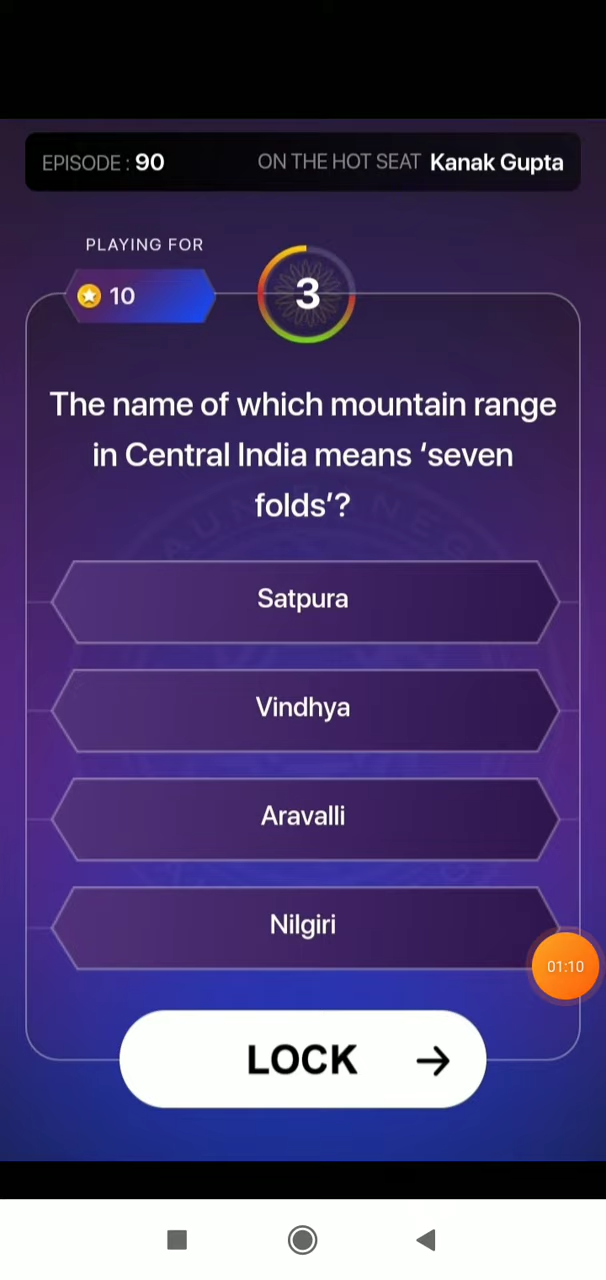 EPISODE : 90 ON THE HOT SEAT Kanak Gupta
PLAYING FOR
10
3
The name of which mountain range
in Central India means ‘seven
folds’?
Satpura
Vindhya
Aravalli
Nilgiri
01:10
LOCK